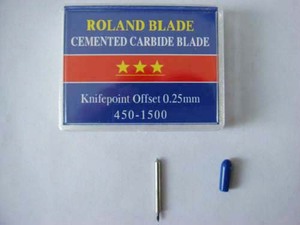 ROLAND BLADE
CEMENTED CARBIDE BLADE
Knifepoint Offset 0.25mm
450-1500